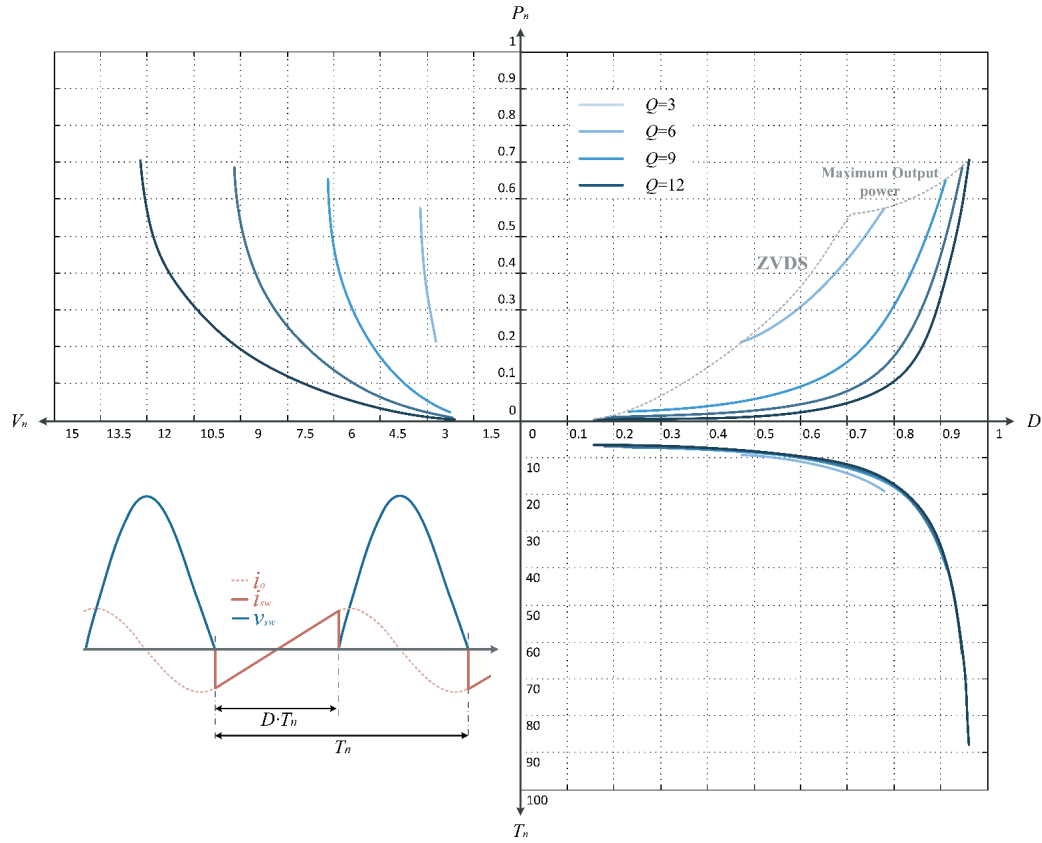 Pn
1
0.9
0.8
0.7
0.6
0.5
0.4
0.3
0.2
0.1
0
Q=3
Q=6
Q=9
Q=12
Maximum Output
power
ZVDS
Vn
15 13.5 12 10.5 9 7.5 6 4.5 3 1.5
0 0.1 0.2 0.3 0.4 0.5 0.6 0.7 0.8 0.9 1
D
10
20
30
40
50
60
70
80
90
100
Tn
io
isw
vsw
D·Tn
Tn